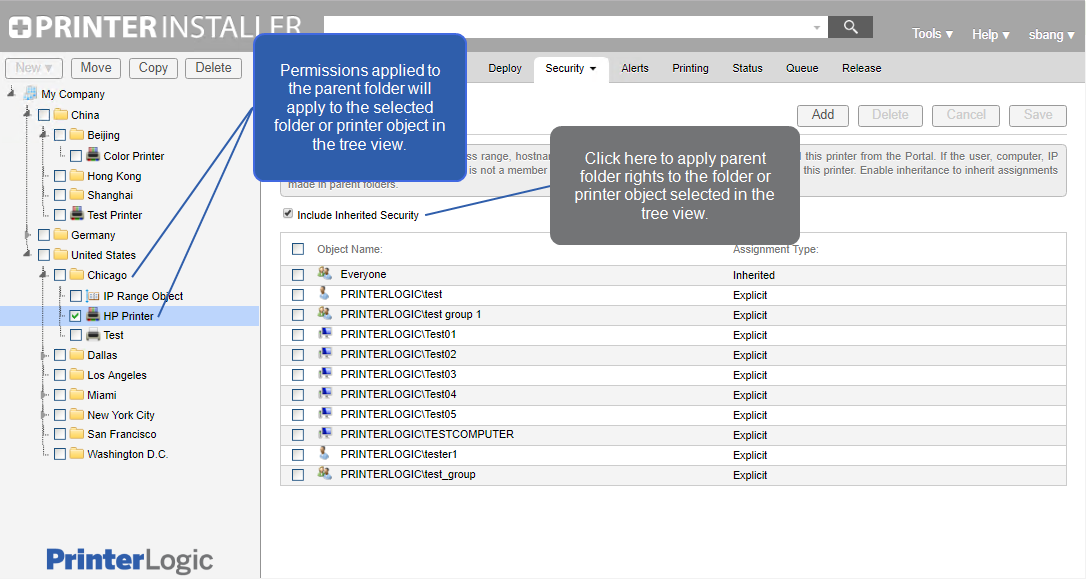 PRINTER INSTALLER
Tools ▾ Help ▾ sbang ▾
New ▾ Move Copy Delete
Deploy Security ▾ Alerts Printing Status Queue Release
My Company
China
Beijing
Color Printer
Hong Kong
Shanghai
Test Printer
Germany
United States
Chicago
IP Range Object
HP Printer
Test
Dallas
Los Angeles
Miami
New York City
San Francisco
Washington D.C.
PrinterLogic
Permissions applied to
the parent folder will
apply to the selected
folder or printer object in
the tree view.
Add Delete Cancel Save
range, this printer from the Portal. If the user, computer, IP
is not a member this printer. Enable inheritance to inherit assignments
made in parent folders.
Click here to apply parent
folder rights to the folder or
printer object selected in the
tree view.
Include Inherited Security
Object Name: Assignment Type:
Everyone Inherited
PRINTERLOGIC\test Explicit
PRINTERLOGIC\test group 1 Explicit
PRINTERLOGIC\Test01 Explicit
PRINTERLOGIC\Test02 Explicit
PRINTERLOGIC\Test03 Explicit
PRINTERLOGIC\Test04 Explicit
PRINTERLOGIC\Test05 Explicit
PRINTERLOGIC\TESTCOMPUTER Explicit
PRINTERLOGIC\tester1 Explicit
PRINTERLOGIC\test_group Explicit